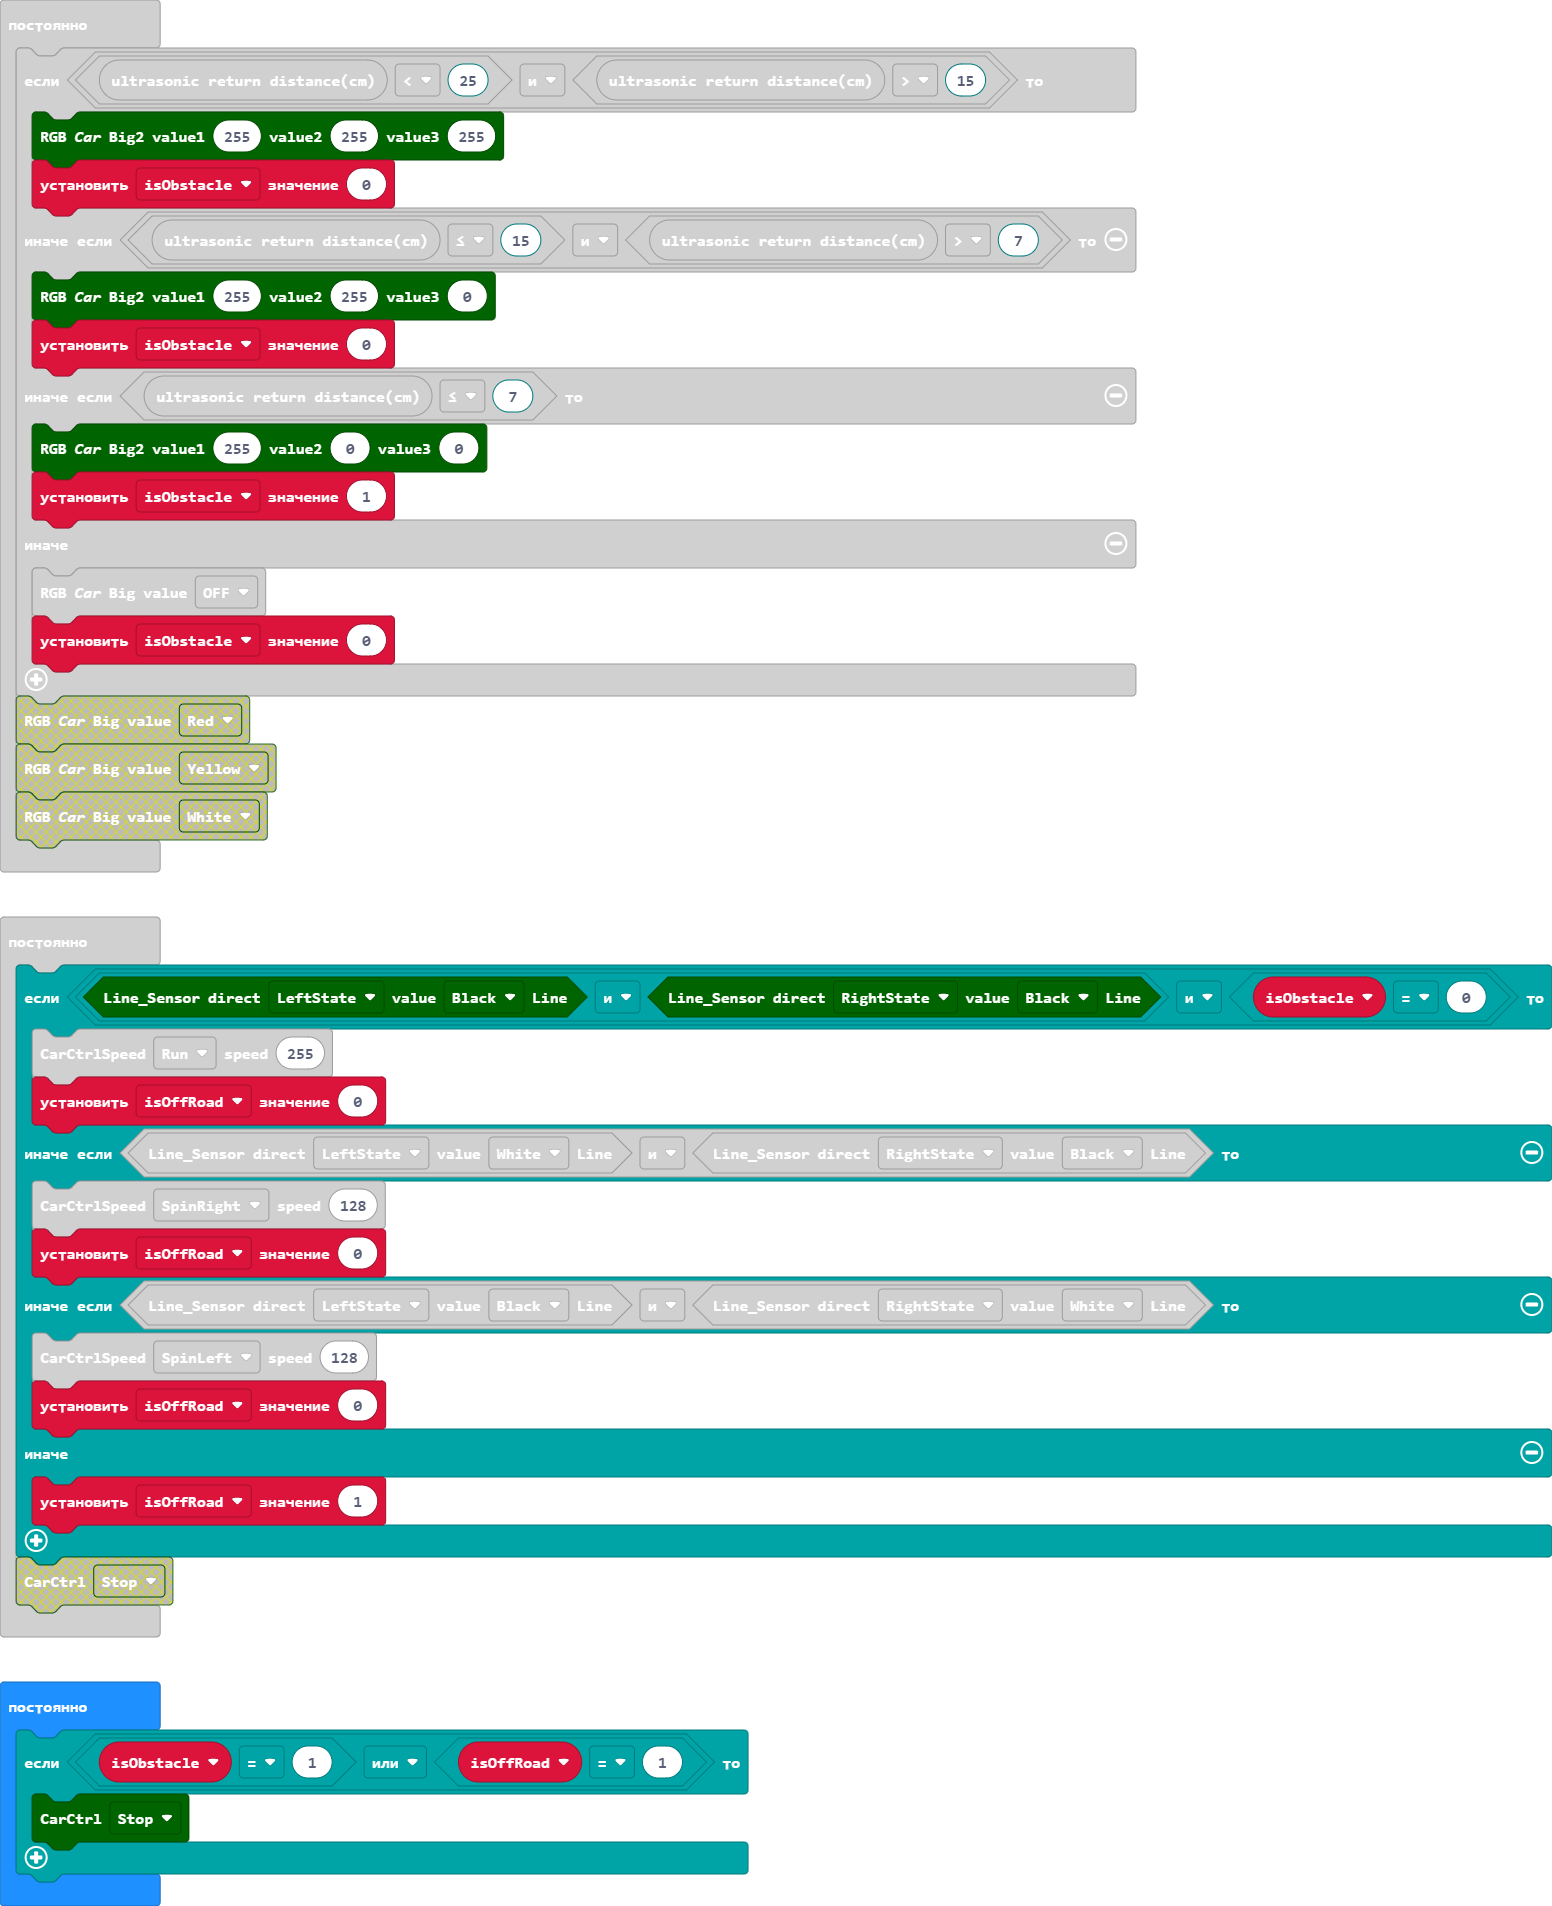 постоянно
если ultrasonic return distance(cm) < 25 и ultrasonic return distance(cm) > 15 то
RGB Car Big2 value1 255 value2 255 value3 255
установить isObstacle значение 0
иначе если ultrasonic return distance(cm) ≤ 15 и ultrasonic return distance(cm) > 7 то
RGB Car Big2 value1 255 value2 255 value3 0
установить isObstacle значение 0
иначе если ultrasonic return distance(cm) ≤ 7 то
RGB Car Big2 value1 255 value2 0 value3 0
установить isObstacle значение 1
иначе
RGB Car Big value OFF
установить isObstacle значение 0
RGB Car Big value Red
RGB Car Big value Yellow
RGB Car Big value White
постоянно
если Line_Sensor direct LeftState value Black Line и Line_Sensor direct RightState value Black Line и isObstacle = 0 то
CarCtrlSpeed Run speed 255
установить isOffRoad значение 0
иначе если Line_Sensor direct LeftState value White Line и Line_Sensor direct RightState value Black Line то
CarCtrlSpeed SpinRight speed 128
установить isOffRoad значение 0
иначе если Line_Sensor direct LeftState value Black Line и Line_Sensor direct RightState value White Line то
CarCtrlSpeed SpinLeft speed 128
установить isOffRoad значение 0
иначе
установить isOffRoad значение 1
CarCtrl Stop
постоянно
если isObstacle = 1 или isOffRoad = 1 то
CarCtrl Stop